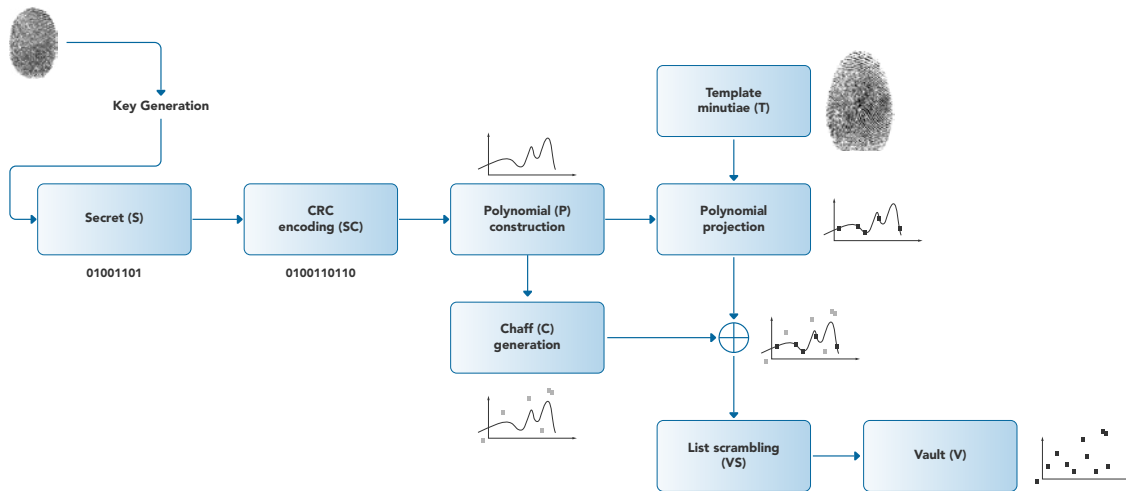 Key Generation
Template
minutiae (T)
Secret (S)
CRC
encoding (SC)
Polynomial (P)
construction
Polynomial
projection
01001101
0100110110
Chaff (C)
generation
List scrambling
(VS)
Vault (V)